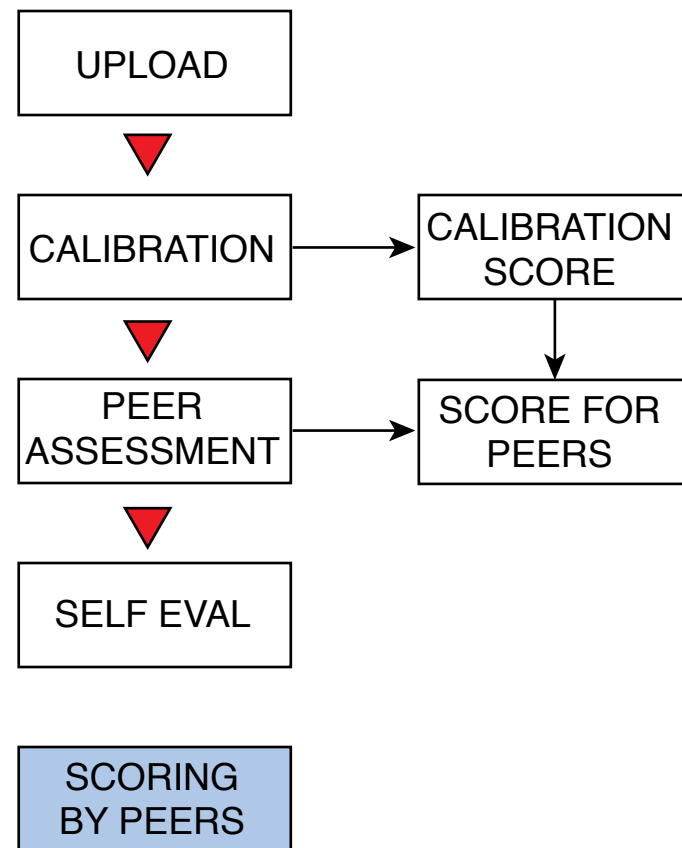 UPLOAD
CALIBRATION
CALIBRATION
SCORE
PEER
ASSESSMENT
SCORE FOR
PEERS
SELF EVAL
SCORING
BY PEERS